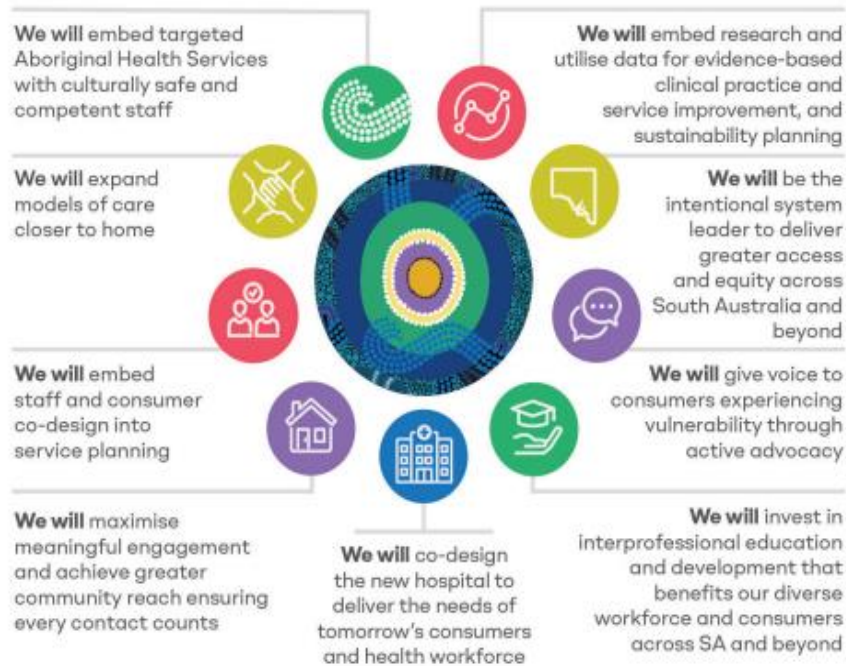 We will embed targeted
Aboriginal Health Services
with culturally safe and
competent staff
We will embed research and
utilise data for evidence-based
clinical practice and
service improvement, and
sustainability planning
We will expand
models of care
closer to home
We will be the
intentional system
leader to deliver
greater access
and equity across
South Australia and
beyond
We will embed
staff and consumer
co-design into
service planning
We will give voice to
consumers experiencing
vulnerability through
active advocacy
We will maximise
meaningful engagement
and achieve greater
community reach ensuring
every contact counts
We will co-design
the new hospital to
deliver the needs of
tomorrow's consumers
and health workforce
We will invest in
interprofessional education
and development that
benefits our diverse
workforce and consumers
across SA and beyond